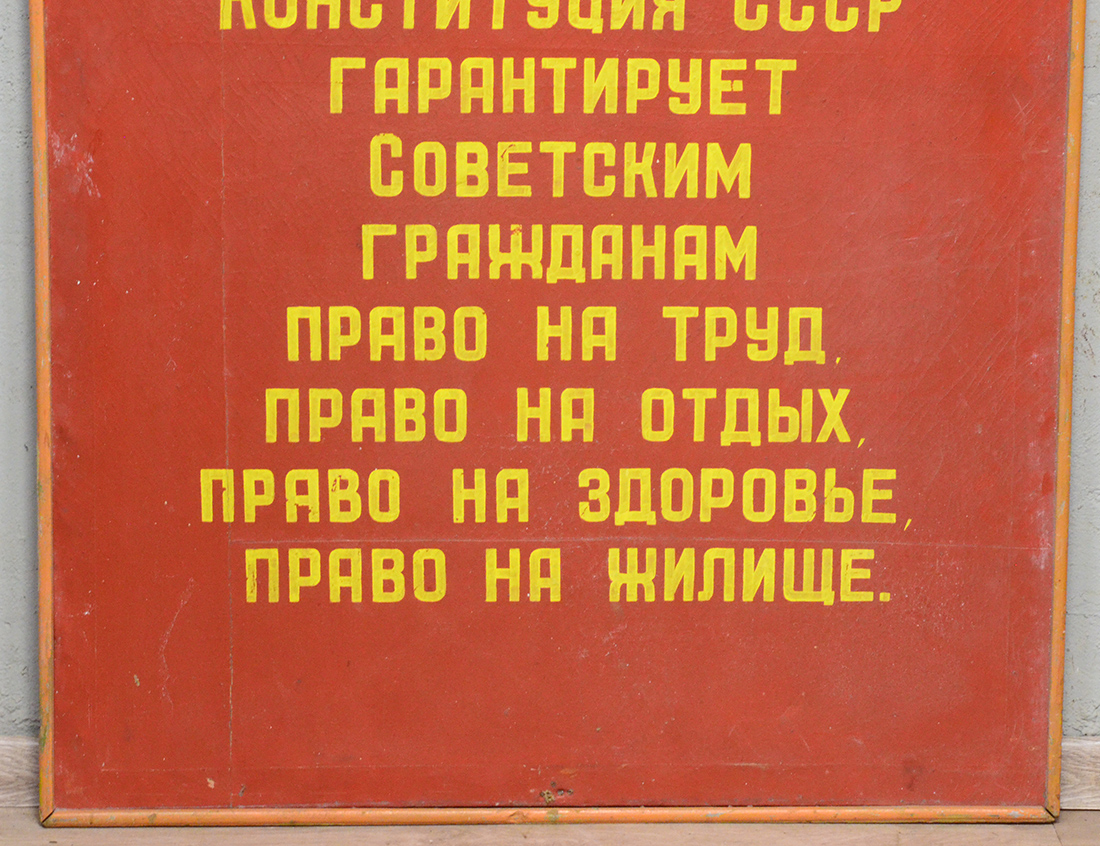 КОНСТИТУЦИЯ СССР
ГАРАНТИРУЕТ
СОВЕТСКИМ
ГРАЖДАНАМ
ПРАВО НА ТРУД,
ПРАВО НА ОТДЫХ,
ПРАВО НА ЗДОРОВЬЕ,
ПРАВО НА ЖИЛИЩЕ.